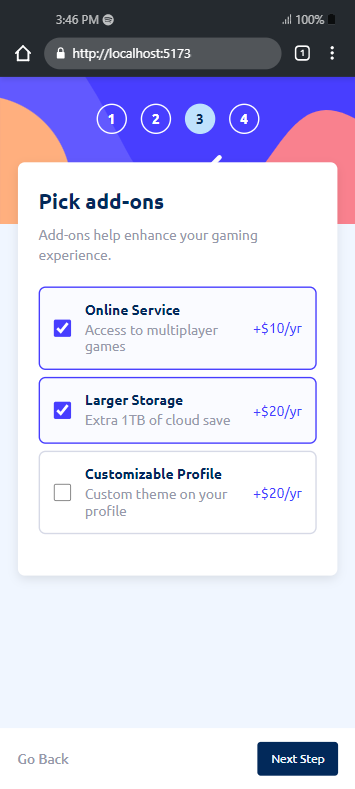 3:46 PM 100%
http://localhost:5173 1
1 2 3 4
Pick add-ons
Add-ons help enhance your gaming
experience.
Online Service
Access to multiplayer
games
+$10/yr
Larger Storage
Extra 1TB of cloud save
+$20/yr
Customizable Profile
Custom theme on your
profile
+$20/yr
Go Back Next Step